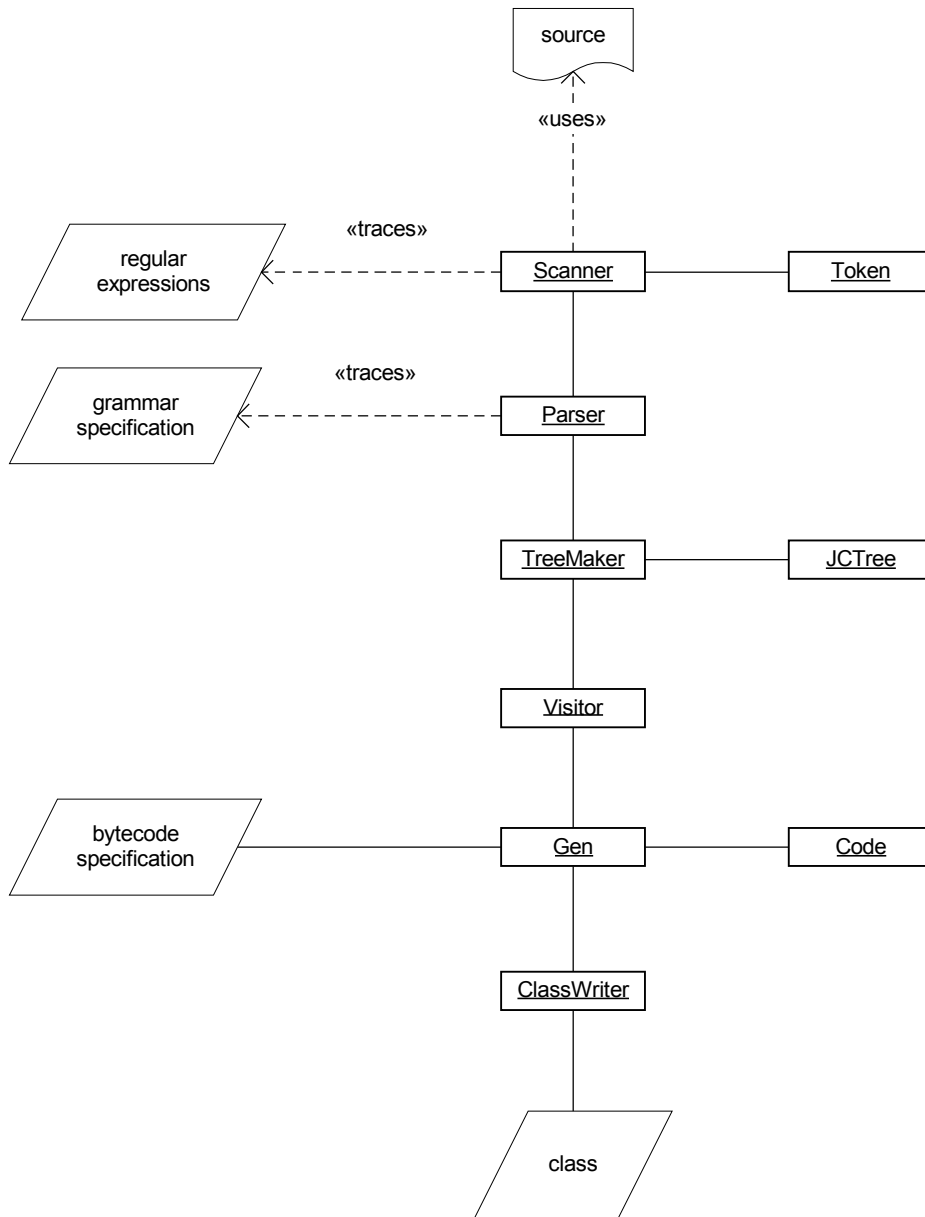 source
«uses»
«traces»
regular
expressions
Scanner
Token
«traces»
grammar
specification
Parser
TreeMaker
JCTree
Visitor
bytecode
specification
Gen
Code
ClassWriter
class